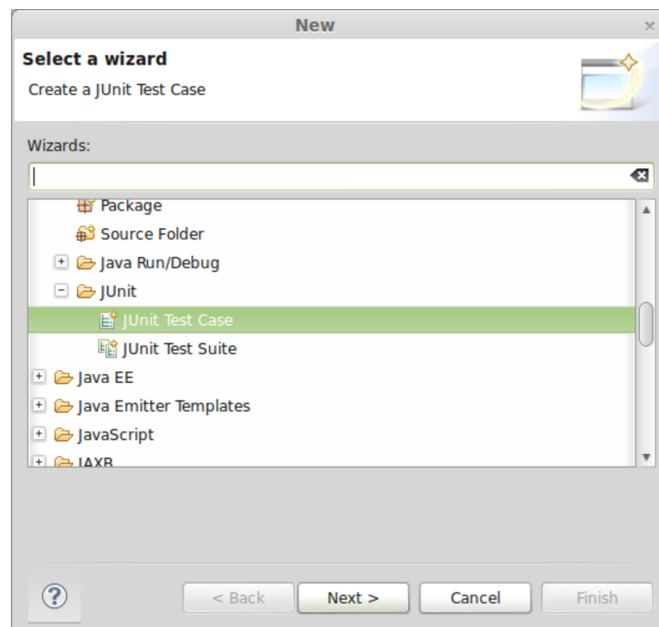 New
Select a wizard
Create a JUnit Test Case
Wizards:
Package
Source Folder
Java Run/Debug
JUnit
JUnit Test Case
JUnit Test Suite
Java EE
Java Emitter Templates
JavaScript
JAXB
< Back Next > Cancel Finish